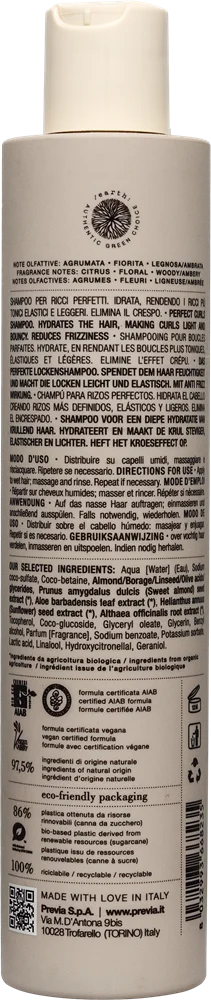 /earth:
AUTHENTIC GREEN CHOICE
NOTE OLFATTIVE: AGRUMATA • FIORITA • LEGNOSA/AMBRATA
FRAGRANCE NOTES: CITRUS • FLORAL • WOODY/AMBERY
NOTES OLFACTIVES: AGRUMES • FLEURI • LIGNEUSE/AMBRÉE
SHAMPOO PER RICCI PERFETTI. IDRATA, RENDENDO I RICCI PIÙ
TONICI ELASTICI E LEGGERI. ELIMINA IL CRESPO. • PERFECT CURLS
SHAMPOO. HYDRATES THE HAIR, MAKING CURLS LIGHT AND
BOUNCY. REDUCES FRIZZINESS • SHAMPOOING POUR BOUCLES
PARFAITES. HYDRATE, EN RENDANT LES BOUCLES PLUS TONIQUES,
ÉLASTIQUES ET LÉGÈRES. ÉLIMINE L'EFFET CRÉPU. • DAS
PERFEKTE LOCKENSHAMPOO. SPENDET DEM HAAR FEUCHTIGKEIT
UND MACHT DIE LOCKEN LEICHT UND ELASTISCH. MIT ANTI FRIZZ
WIRKUNG. • CHAMPÚ PARA RIZOS PERFECTOS. HIDRATA EL CABELLO
CREANDO RIZOS MÁS DEFINIDOS, ELÁSTICOS Y LIGEROS. ELIMINA
EL ENCRESPADO. • SHAMPOO VOOR EEN DIEPE HYDRATATIE VAN
KRULLEND HAAR. HYDRATEERT EN MAAKT DE KRUL STEVIGER,
ELASTISCHER EN LICHTER. HEFT HET KROESEFFECT OP.
MODO D'USO • Distribuire su capelli umidi, massaggiare e
risciacquare. Ripetere se necessario. DIRECTIONS FOR USE • Apply
to wet hair; massage and rinse. Repeat if necessary. MODE D'EMPLOI
• Répartir sur cheveux humides; masser et rincer. Répéter si nécessaire.
ANWENDUNG • Auf das nasse Haar auftragen; einmassieren und
anschließend ausspülen. Falls notwendig, wiederholen. MODO DE
USO • Distribuir sobre el cabello húmedo: masajear y enjuagar.
Repetir si es necesario. GEBRUIKSAANWIJZING • over vochtig haar
verdelen, inmasseren en uitspoelen. Indien nodig herhalen.
OUR SELECTED INGREDIENTS: Aqua [Water] (Eau), Sodium
coco-sulfate, Coco-betaine, Almond/Borage/Linseed/Olive acids/
glycerides, Prunus amygdalus dulcis (Sweet almond) seed
extract (*), Aloe barbadensis leaf extract (*), Helianthus annuus
(Sunflower) seed extract (*), Althaea officinalis root extract (*),
Tocopherol, Coco-glucoside, Glyceryl oleate, Glycerin, Benzyl
alcohol, Parfum [Fragrance], Sodium benzoate, Potassium sorbate,
Lactic acid, Linalool, Hydroxycitronellal, Geraniol.
*ingrediente da agricoltura biologica / ingredients from organic
agriculture / ingrédient issue de l'agriculture biologique
AIAB
formula certificata AIAB
certified AIAB formula
formule certifiée AIAB
formula certificata vegana
vegan certified formula
formule avec certification végane
97,5%
ingredienti di origine naturale
ingredients of natural origin
ingrédient d'origine naturelle
eco-friendly packaging
86%
plastica ottenuta da risorse
rinnovabili (canna da zucchero)
bio-based plastic derived from
renewable resources (sugarcane)
plastique issu de ressources
renouvelables (canne à sucre)
100%
riciclabile / recyclable / recyclable
MADE WITH LOVE IN ITALY
Previa S.p.A. | www.previa.it
Via M.D'Antona 9bis
10028 Trofarello (TORINO) Italy